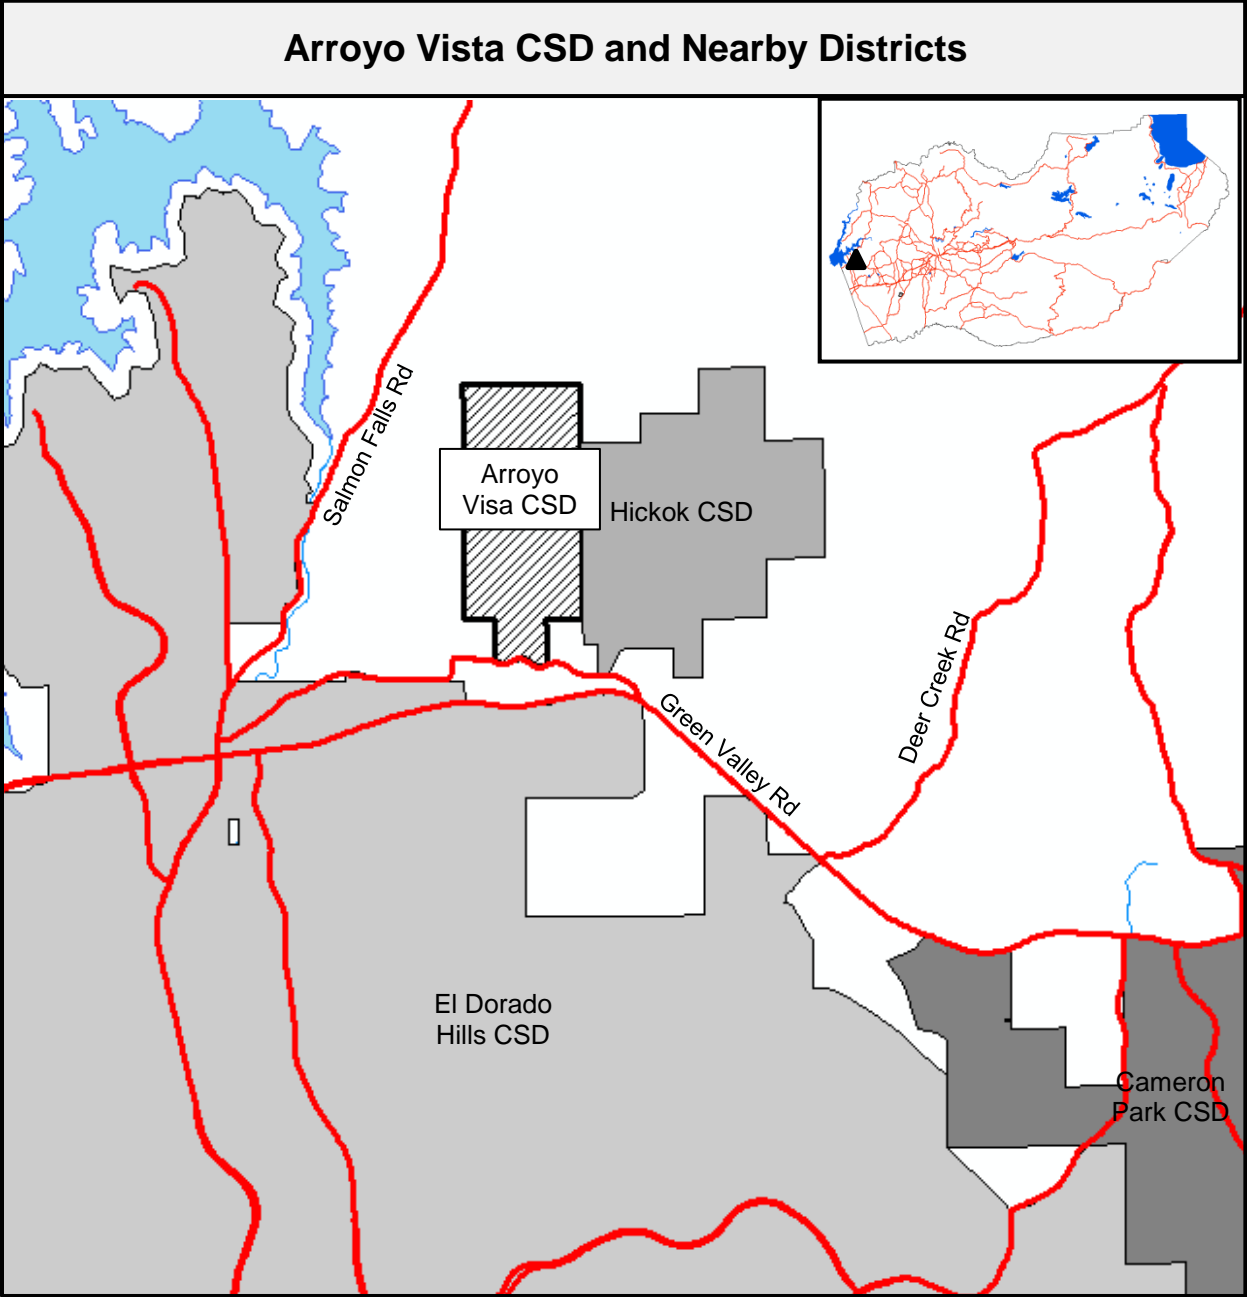 Arroyo Vista CSD and Nearby Districts
Salmon Falls Rd
Arroyo
Visa CSD
Hickok CSD
Deer Creek Rd
Green Valley Rd
El Dorado
Hills CSD
Cameron
Park CSD